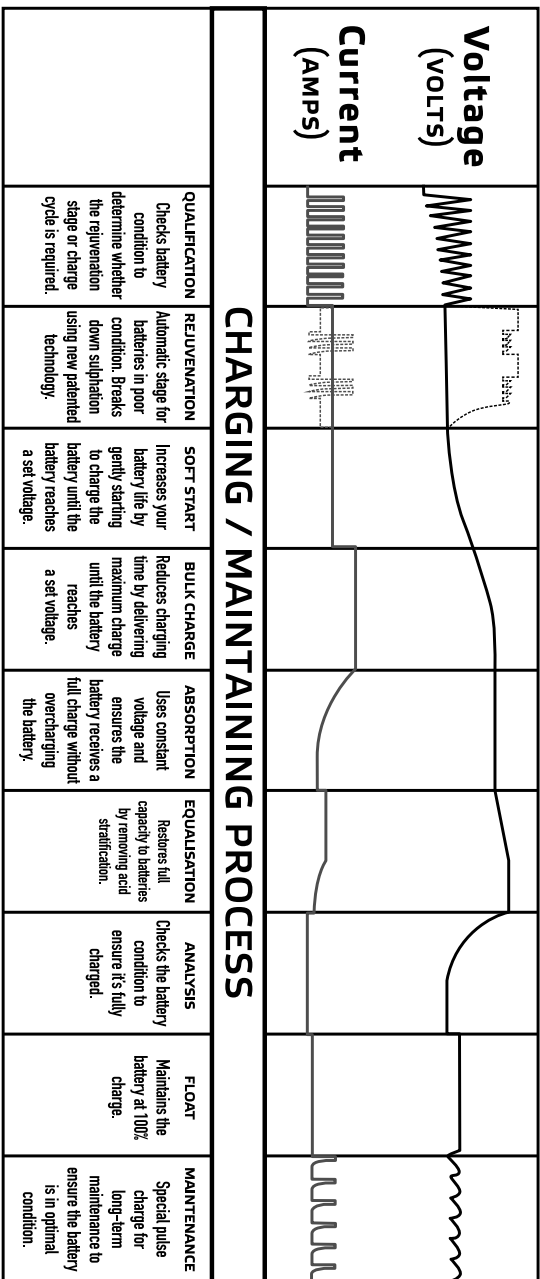 Voltage
(VOLTS)
Current
(AMPS)
CHARGING / MAINTAINING PROCESS
QUALIFICATION
Checks battery
condition to
determine whether
the rejuvenation
stage or charge
cycle is required.
REJUVENATION
Automatic stage for
batteries in poor
condition. Breaks
down sulphation
using new patented
technology.
SOFT START
Increases your
battery life by
gently starting
to charge the
battery until the
battery reaches
a set voltage.
BULK CHARGE
Reduces charging
time by delivering
maximum charge
until the battery
reaches
a set voltage.
ABSORPTION
Uses constant
voltage and
ensures the
battery receives a
full charge without
overcharging
the battery.
EQUALISATION
Restores full
capacity to batteries
by removing acid
stratification.
ANALYSIS
Checks the battery
condition to
ensure it's fully
charged.
FLOAT
Maintains the
battery at 100%
charge.
MAINTENANCE
Special pulse
charge for
long-term
maintenance to
ensure the battery
is in optimal
condition.